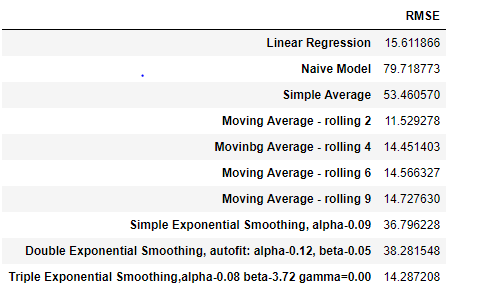 RMSE
Linear Regression 15.611866
Naive Model 79.718773
Simple Average 53.460570
Moving Average - rolling 2 11.529278
Movinbg Average - rolling 4 14.451403
Moving Average - rolling 6 14.566327
Moving Average - rolling 9 14.727630
Simple Exponential Smoothing, alpha-0.09 36.796228
Double Exponential Smoothing, autofit: alpha-0.12, beta-0.05 38.281548
Triple Exponential Smoothing,alpha-0.08 beta-3.72 gamma=0.00 14.287208